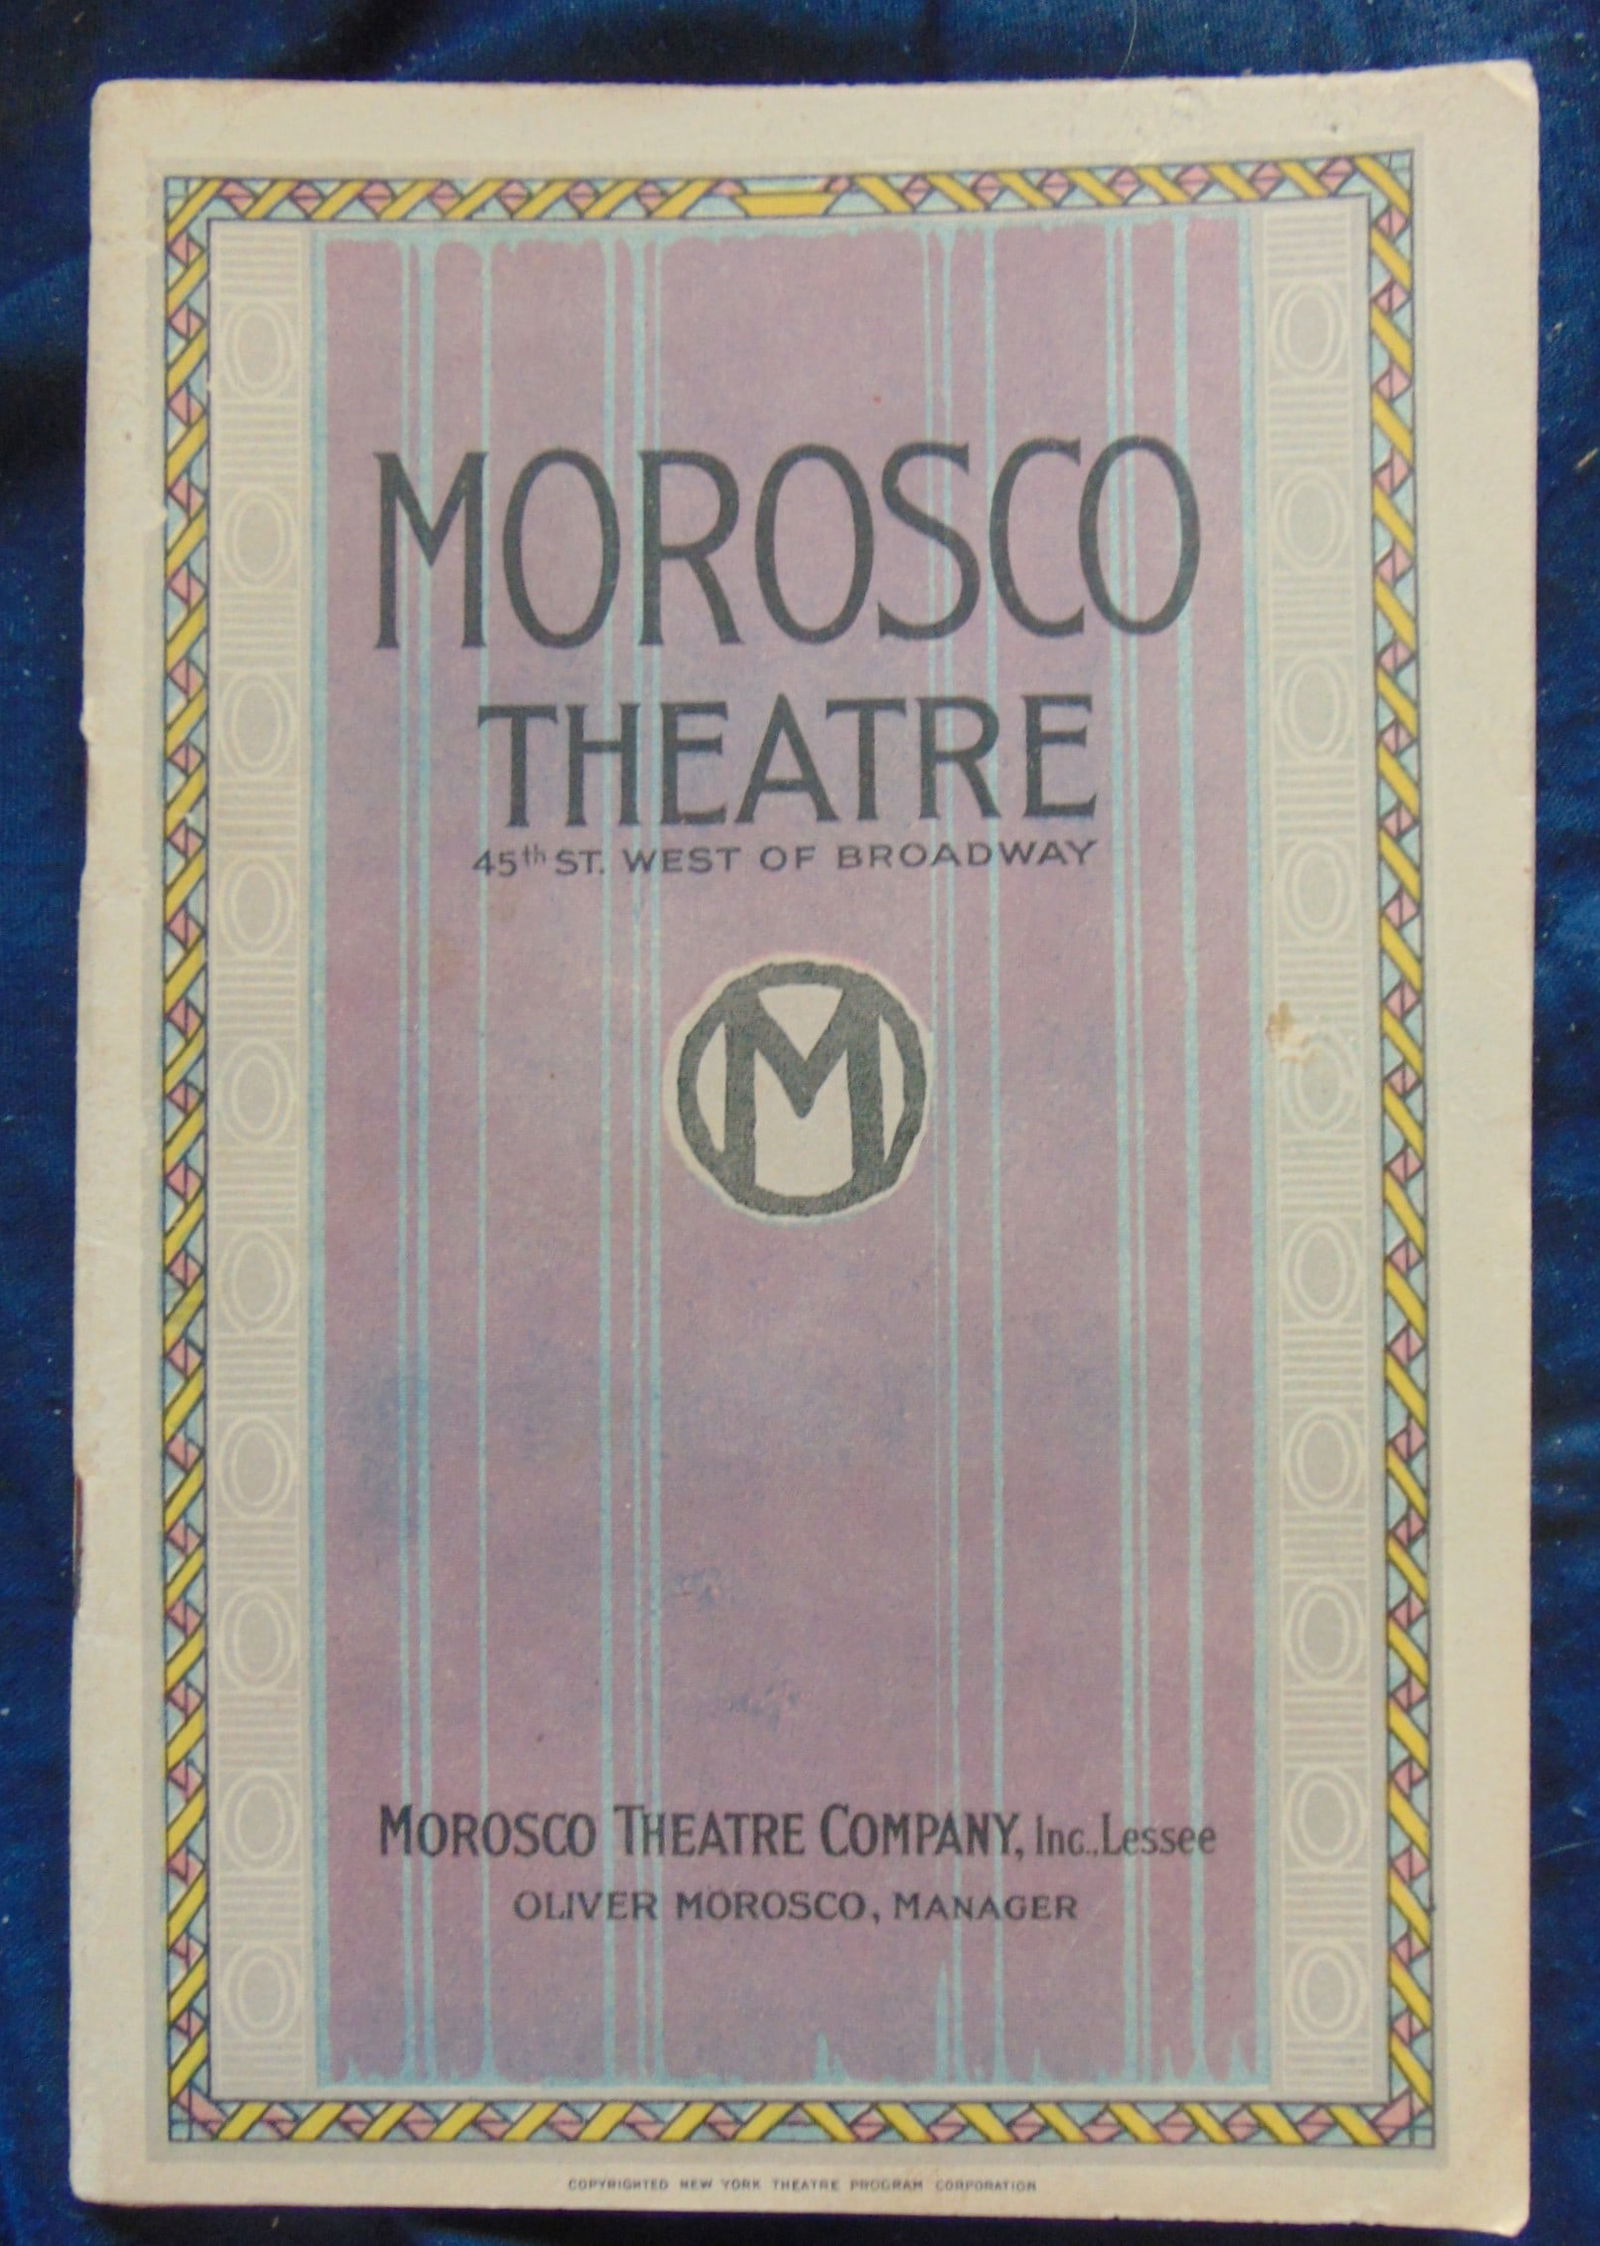 MOROSCO
THEATRE
45th ST. WEST OF BROADWAY
M
MOROSCO THEATRE COMPANY, Inc., Lessee
OLIVER MOROSCO, MANAGER
COPYRIGHTED NEW YORK THEATRE PROGRAM CORPORATION